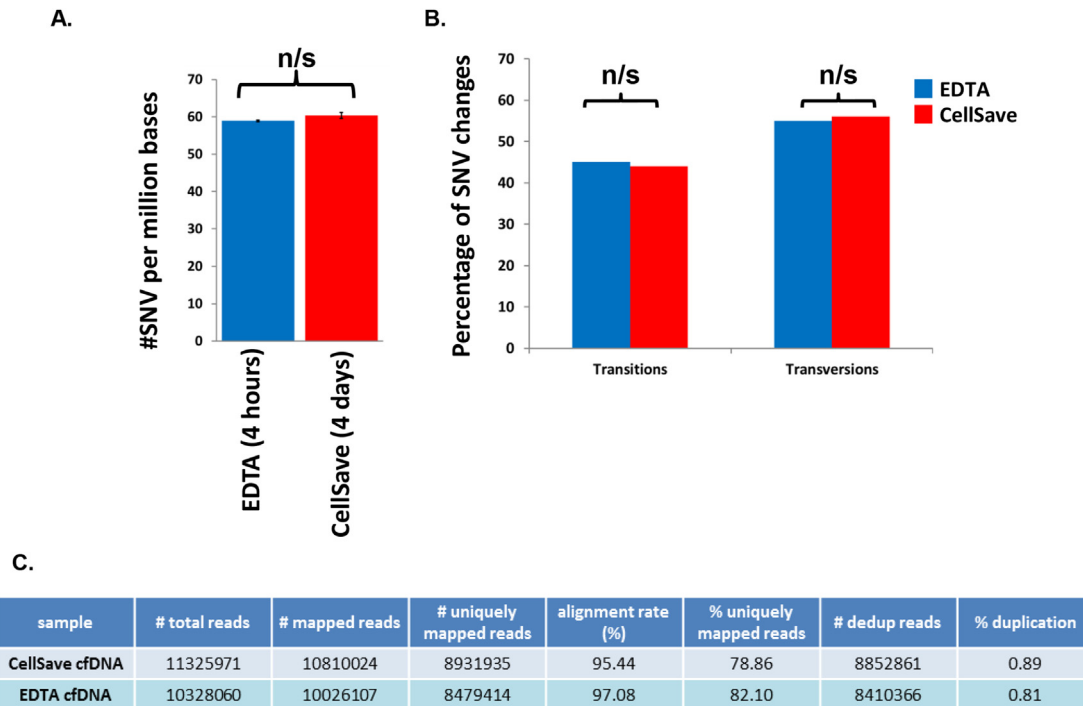 A.
n/s
#SNV per million bases
70
60
50
40
30
20
10
0
EDTA (4 hours)
CellSave (4 days)
B.
n/s
n/s
Percentage of SNV changes
70
60
50
40
30
20
10
0
Transitions
Transversions
EDTA
CellSave
C.
sample # total reads # mapped reads # uniquely mapped reads alignment rate (%) % uniquely mapped reads # dedup reads % duplication
CellSave cfDNA 11325971 10810024 8931935 95.44 78.86 8852861 0.89
EDTA cfDNA 10328060 10026107 8479414 97.08 82.10 8410366 0.81